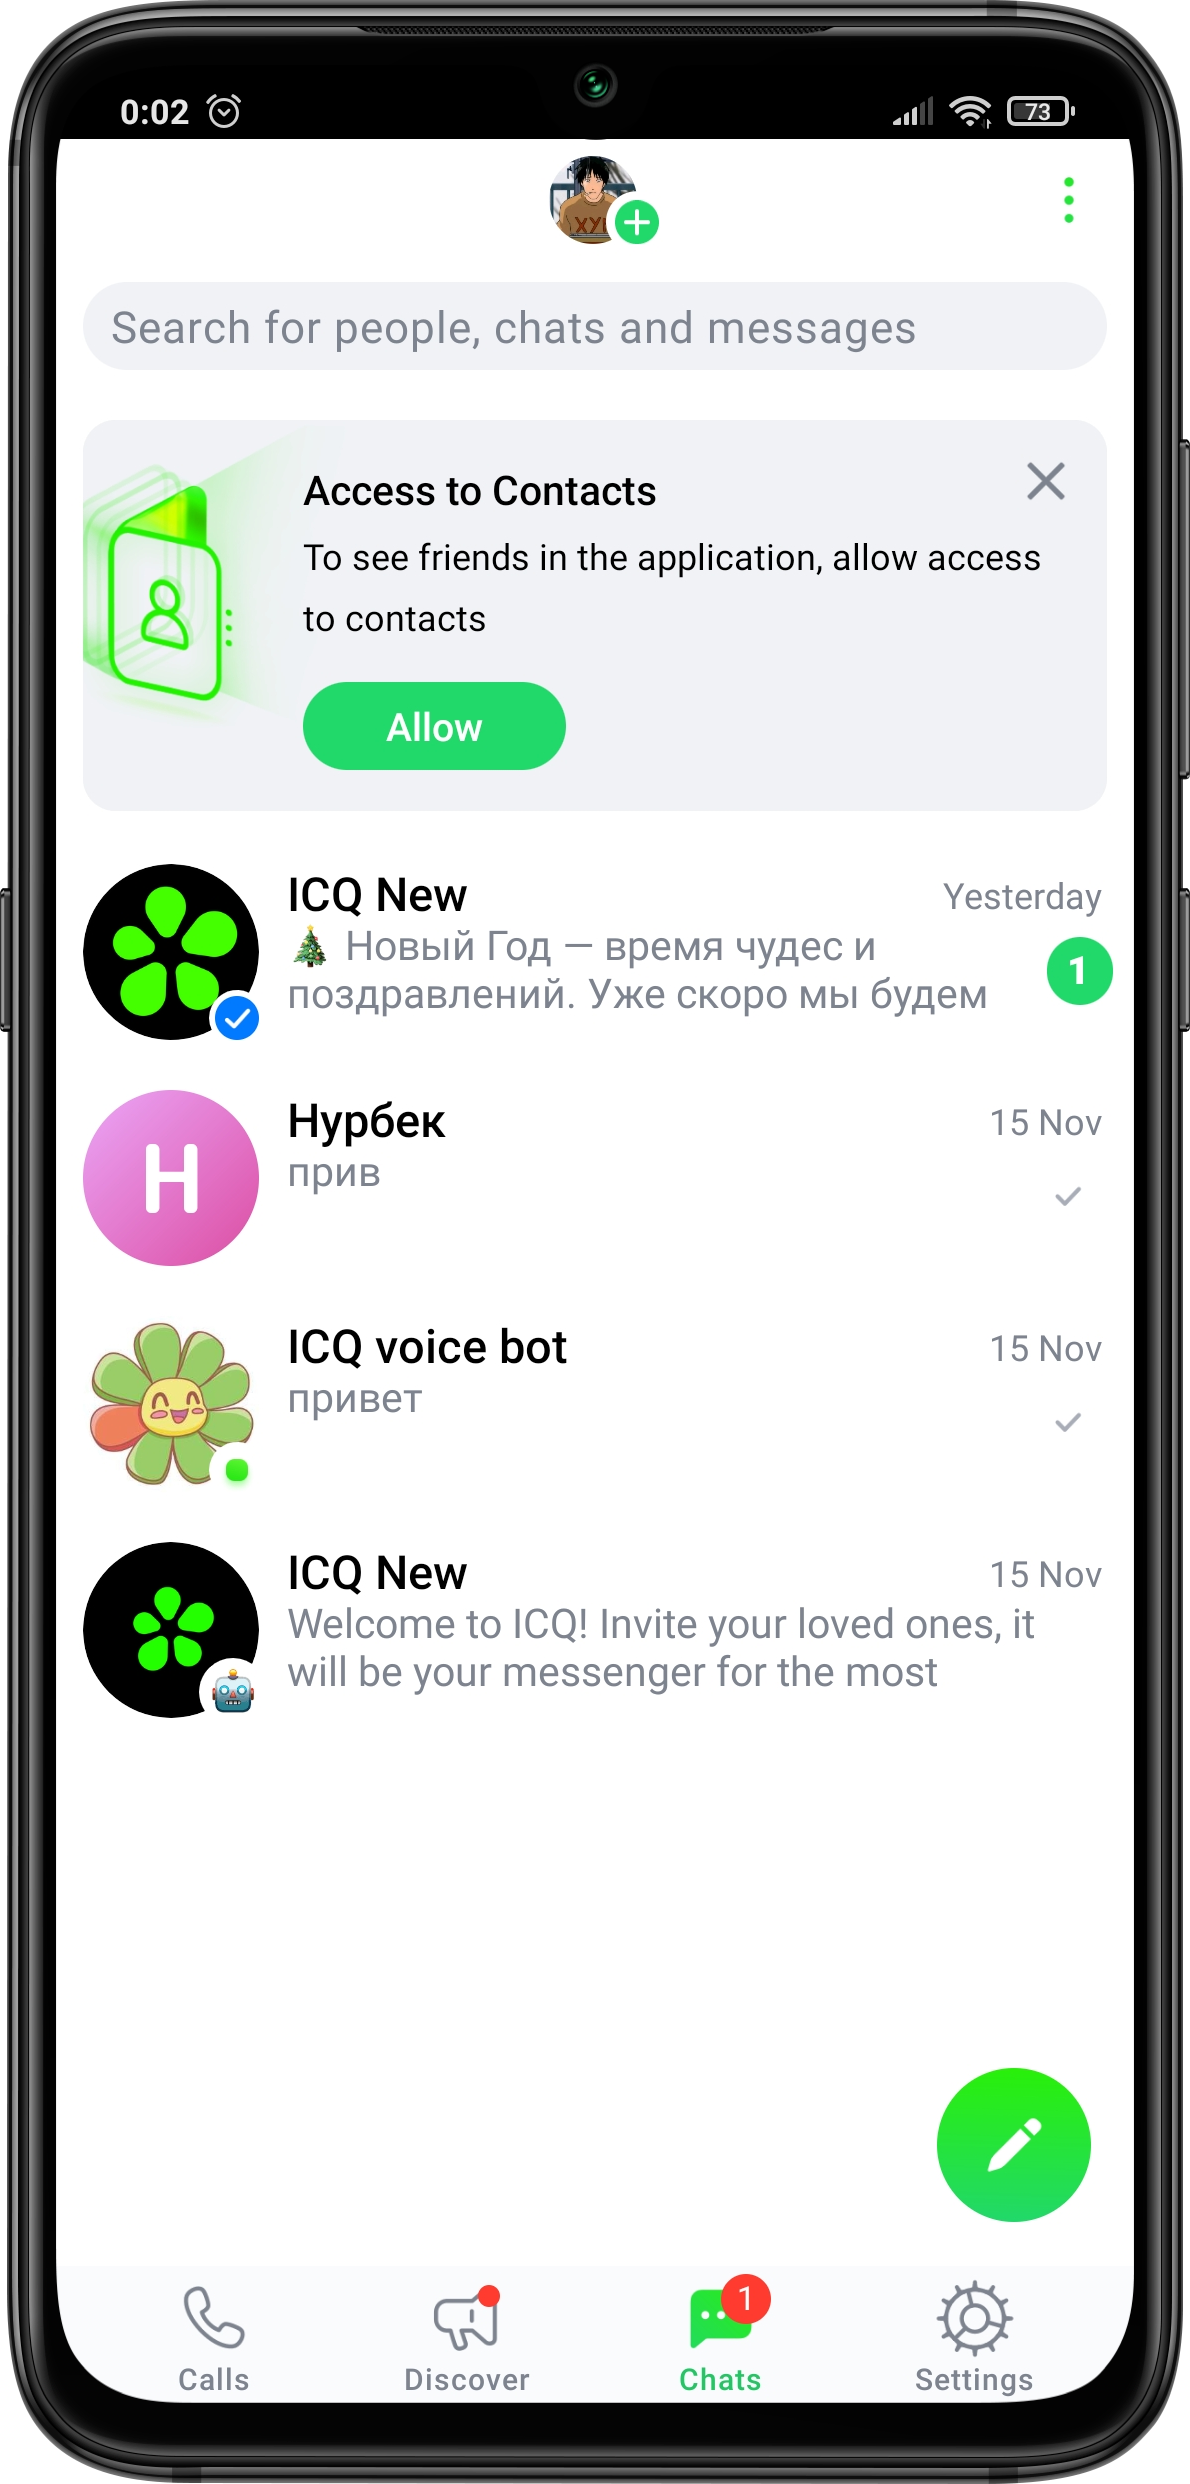 0:02
73
Search for people, chats and messages
Access to Contacts
To see friends in the application, allow access
to contacts
Allow
ICQ New
Yesterday
🎄 Новый Год — время чудес и
поздравлений. Уже скоро мы будем
1
Н
Нурбек
15 Nov
прив
ICQ voice bot
15 Nov
привет
ICQ New
15 Nov
Welcome to ICQ! Invite your loved ones, it
will be your messenger for the most
1
Calls
Discover
Chats
Settings